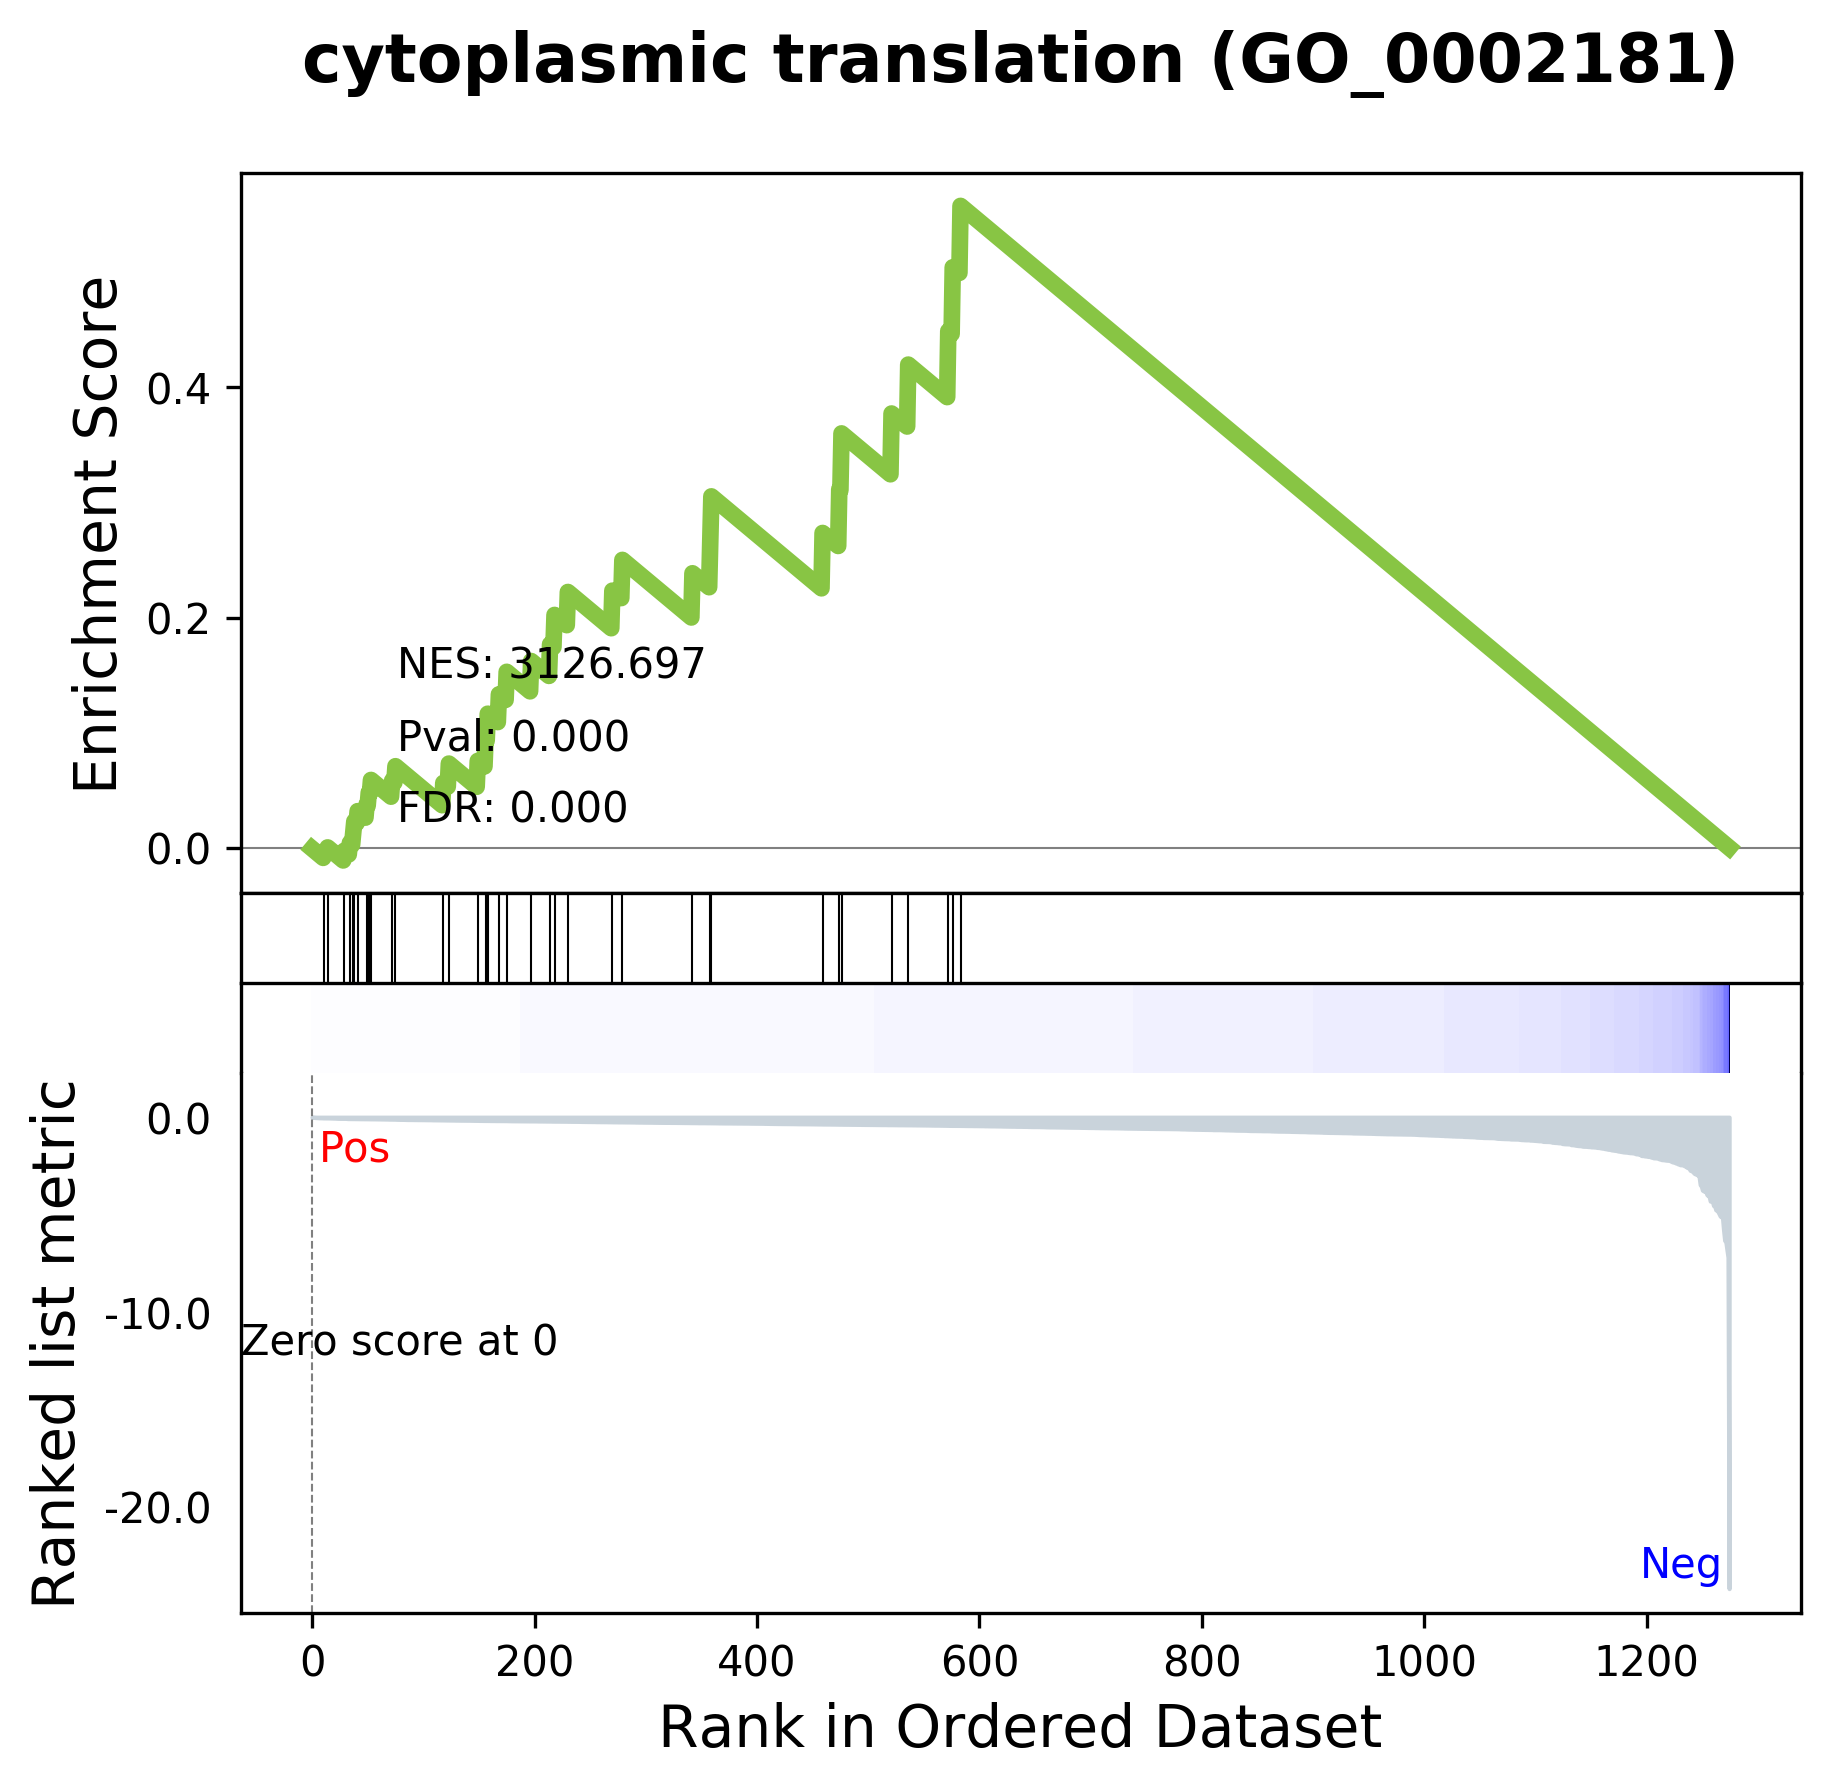 cytoplasmic translation (GO_0002181)
Enrichment Score
0.4
0.2
0.0
NES: 3126.697
Pval: 0.000
FDR: 0.000
Ranked list metric
0.0
-10.0
-20.0
Pos
Zero score at 0
Neg
0 200 400 600 800 1000 1200
Rank in Ordered Dataset